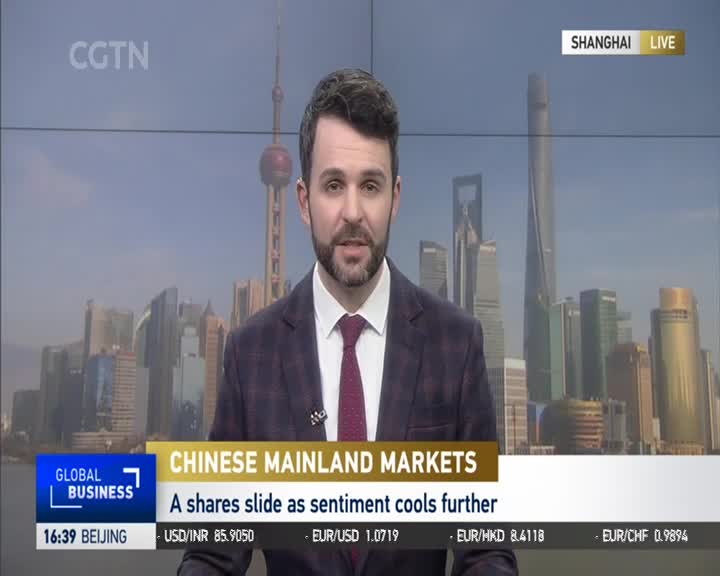 CGTN
SHANGHAI LIVE
CHINESE MAINLAND MARKETS
GLOBAL
BUSINESS
A shares slide as sentiment cools further
16:39 BEIJING
- USD/INR 85.9050 - EUR/USD 1.0719 - EUR/HKD 8.4118 - EUR/CHF 0.9894